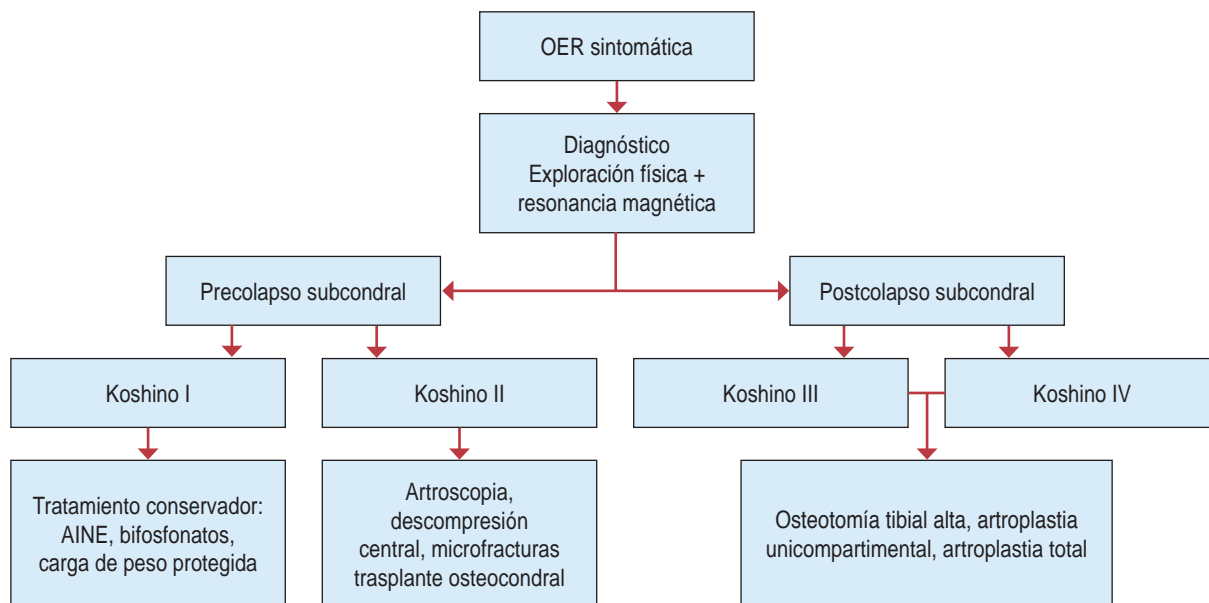 OER sintomática
Diagnóstico
Exploración física +
resonancia magnética
Precolapso subcondral
Postcolapso subcondral
Koshino I
Koshino II
Koshino III
Koshino IV
Tratamiento conservador:
AINE, bifosfonatos,
carga de peso protegida
Artroscopia,
descompresión
central, microfracturas
trasplante osteocondral
Osteotomía tibial alta, artroplastia
unicompartimental, artroplastia total